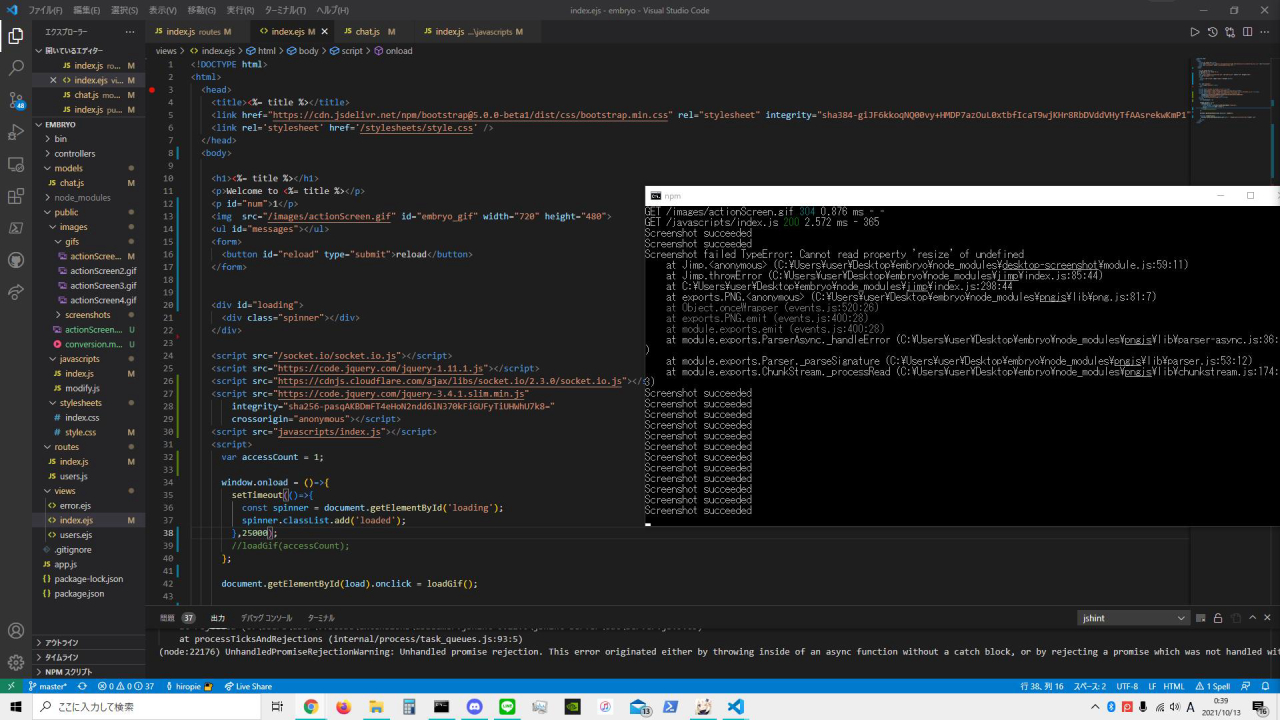 ファイル(F) 編集(E) 選択(S) 表示(V) 移動(G) 実行(R) ターミナル(T) ヘルプ(H)
index.ejs - embryo - Visual Studio Code
エクスプローラー
開いているエディター
index.js ro... M
index.ejs vi... M
chat.js mo... M
index.js pu... M
EMBRYO
bin
controllers
models
chat.js M
node_modules
public
images
gifs
actionScree... U
actionScreen2.gif
actionScreen3.gif
actionScreen4.gif
screenshots
actionScreen.... U
conversion.m... M
javascripts
index.js M
modify.js
stylesheets
index.css
style.css M
routes
index.js M
users.js
views
error.ejs
index.ejs M
users.ejs
.gitignore
app.js
package-lock.json
package.json
アウトライン
タイムライン
NPM スクリプト
index.js routes M
index.ejs M
chat.js M
index.js ...\javascripts M
views > index.ejs > html > body > script > onload
1 <!DOCTYPE html>
2 <html>
3 <head>
4 <title><%= title %></title>
5 <link href="https://cdn.jsdelivr.net/npm/bootstrap@5.0.0-beta1/dist/css/bootstrap.min.css" rel="stylesheet" integrity="sha384-giJF6kkoqNQ00vy+HMDP7azOuL0xtbfIcaT9wjKHr8RbDVddVHyTfAAsrekwKmP1"
6 <link rel='stylesheet' href='/stylesheets/style.css' />
7 </head>
8 <body>
9
10 <h1><%= title %></h1>
11 <p>Welcome to <%= title %></p>
12 <p id="num">1</p>
13 <img src="/images/actionScreen.gif" id="embryo_gif" width="720" height="480">
14 <ul id="messages"></ul>
15 <form>
16 <button id="reload" type="submit">reload</button>
17 </form>
18
19
20 <div id="loading">
21 <div class="spinner"></div>
22 </div>
23
24 <script src="/socket.io/socket.io.js"></script>
25 <script src="https://code.jquery.com/jquery-1.11.1.js"></script>
26 <script src="https://cdnjs.cloudflare.com/ajax/libs/socket.io/2.3.0/socket.io.js"></s
27 <script src="https://code.jquery.com/jquery-3.4.1.slim.min.js"
28 integrity="sha256-pasqAKBDmFT4eHoN2ndd6lN370kFiGUFyTiUHWhU7k8="
29 crossorigin="anonymous"></script>
30 <script src="javascripts/index.js"></script>
31 <script>
32 var accessCount = 1;
33
34 window.onload = ()=>{
35 setTimeout(()=>{
36 const spinner = document.getElementById('loading');
37 spinner.classList.add('loaded');
38 },25000);
39 //loadGif(accessCount);
40 };
41
42 document.getElementById(load).onclick = loadGif();
npm
GET /images/actionScreen.gif 304 0.876 ms - -
GET /javascripts/index.js 200 2.572 ms - 365
Screenshot succeeded
Screenshot succeeded
Screenshot failed TypeError: Cannot read property 'resize' of undefined
at Jimp.<anonymous> (C:¥Users¥user¥Desktop¥embryo¥node_modules¥desktop-screenshot¥module.js:59:11)
at Jimp.throwError (C:¥Users¥user¥Desktop¥embryo¥node_modules¥jimp¥index.js:85:44)
at C:¥Users¥user¥Desktop¥embryo¥node_modules¥jimp¥index.js:298:44
at exports.PNG.<anonymous> (C:¥Users¥user¥Desktop¥embryo¥node_modules¥pngjs¥lib¥png.js:81:7)
at Object.onceWrapper (events.js:520:26)
at exports.PNG.emit (events.js:400:28)
at module.exports.emit (events.js:400:28)
at module.exports.ParserAsync._handleError (C:¥Users¥user¥Desktop¥embryo¥node_modules¥pngjs¥lib¥parser-async.js:36:
)
at module.exports.Parser._parseSignature (C:¥Users¥user¥Desktop¥embryo¥node_modules¥pngjs¥lib¥parser.js:53:12)
at module.exports.ChunkStream._processRead (C:¥Users¥user¥Desktop¥embryo¥node_modules¥pngjs¥lib¥chunkstream.js:174:
3)
Screenshot succeeded
Screenshot succeeded
Screenshot succeeded
Screenshot succeeded
Screenshot succeeded
Screenshot succeeded
Screenshot succeeded
Screenshot succeeded
Screenshot succeeded
Screenshot succeeded
Screenshot succeeded
Screenshot succeeded
問題 37 出力 デバッグ コンソール ターミナル
jshint
at processTicksAndRejections (internal/process/task_queues.js:93:5)
(node:22176) UnhandledPromiseRejectionWarning: Unhandled promise rejection. This error originated either by throwing inside of an async function without a catch block, or by rejecting a promise which was not handled wit
master* 0 0 37 hiropie Live Share
行 38、列 16 スペース: 2 UTF-8 LF HTML 1 Spell
ここに入力して検索
48
13
A
0:39
2021/10/13
16